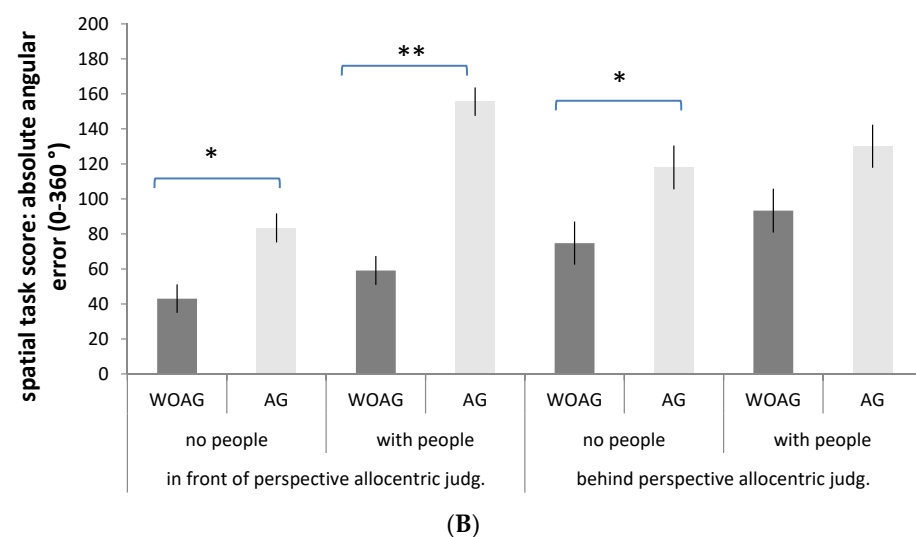 spatial task score: absolute angular
error (0-360 °)
200
180
160
140
120
100
80
60
40
20
0
*
**
*
WOAG AG WOAG AG WOAG AG WOAG AG
no people with people no people with people
in front of perspective allocentric judg. behind perspective allocentric judg.
(B)